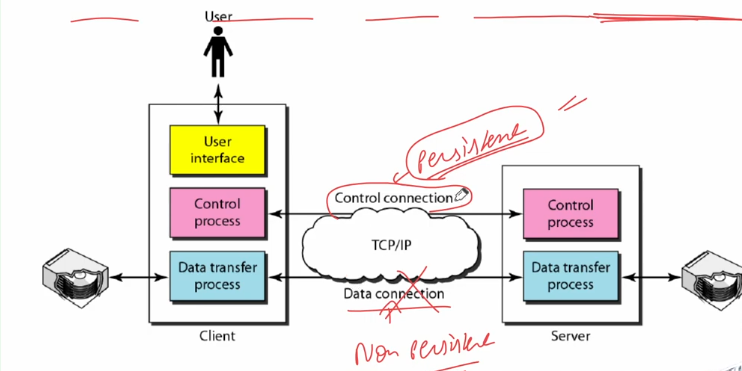 User
User
interface
persistent
Control connection
Control
process
Control
process
TCP/IP
Data transfer
process
Data transfer
process
Data connection
Client
Server
Non persistent